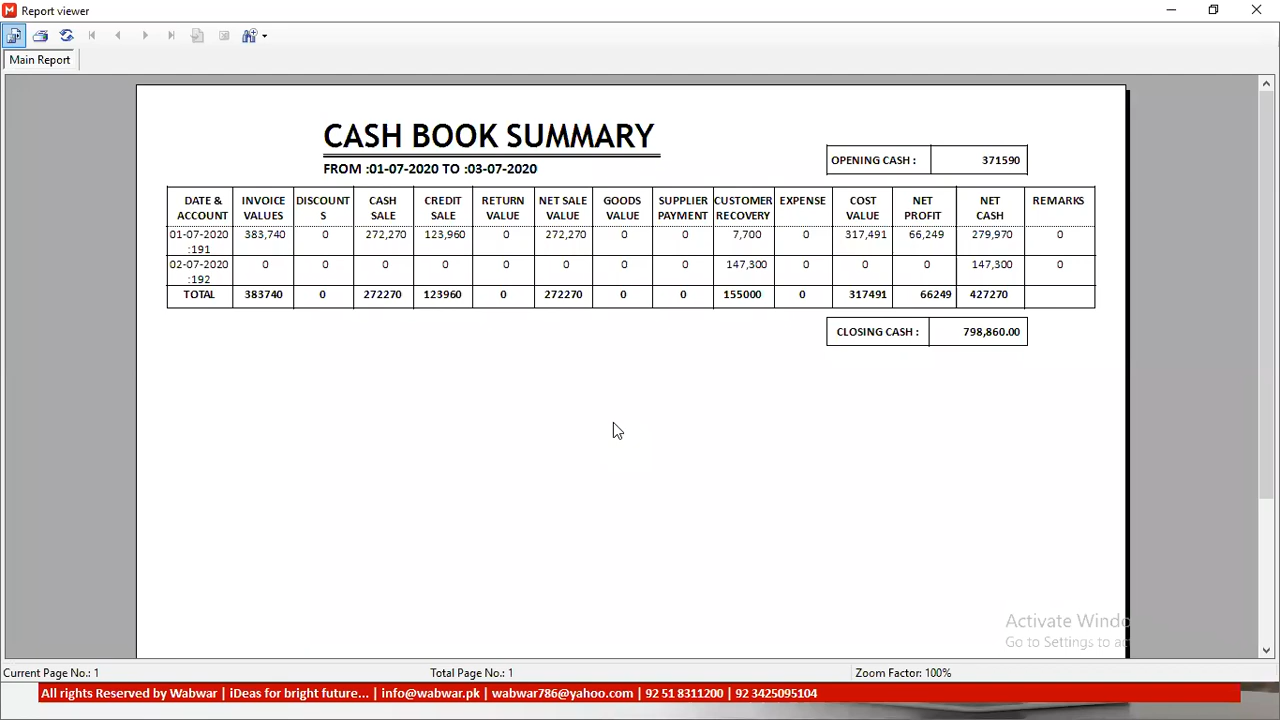 Report viewer
Main Report
CASH BOOK SUMMARY
FROM :01-07-2020 TO :03-07-2020
OPENING CASH : 371590
DATE & ACCOUNT INVOICE VALUES DISCOUNT S CASH SALE CREDIT SALE RETURN VALUE NET SALE VALUE GOODS VALUE SUPPLIER PAYMENT CUSTOMER RECOVERY EXPENSE COST VALUE NET PROFIT NET CASH REMARKS
01-07-2020 :191 383,740 0 272,270 123,960 0 272,270 0 0 7,700 0 317,491 66,249 279,970 0
02-07-2020 :192 0 0 0 0 0 0 0 0 147,300 0 0 0 147,300 0
TOTAL 383740 0 272270 123960 0 272270 0 0 155000 0 317491 66249 427270
CLOSING CASH : 798,860.00
Activate Windo
Go to Settings to a
Current Page No.: 1 Total Page No.: 1 Zoom Factor: 100%
All rights Reserved by Wabwar | iDeas for bright future... | info@wabwar.pk | wabwar786@yahoo.com | 92 51 8311200 | 92 3425095104